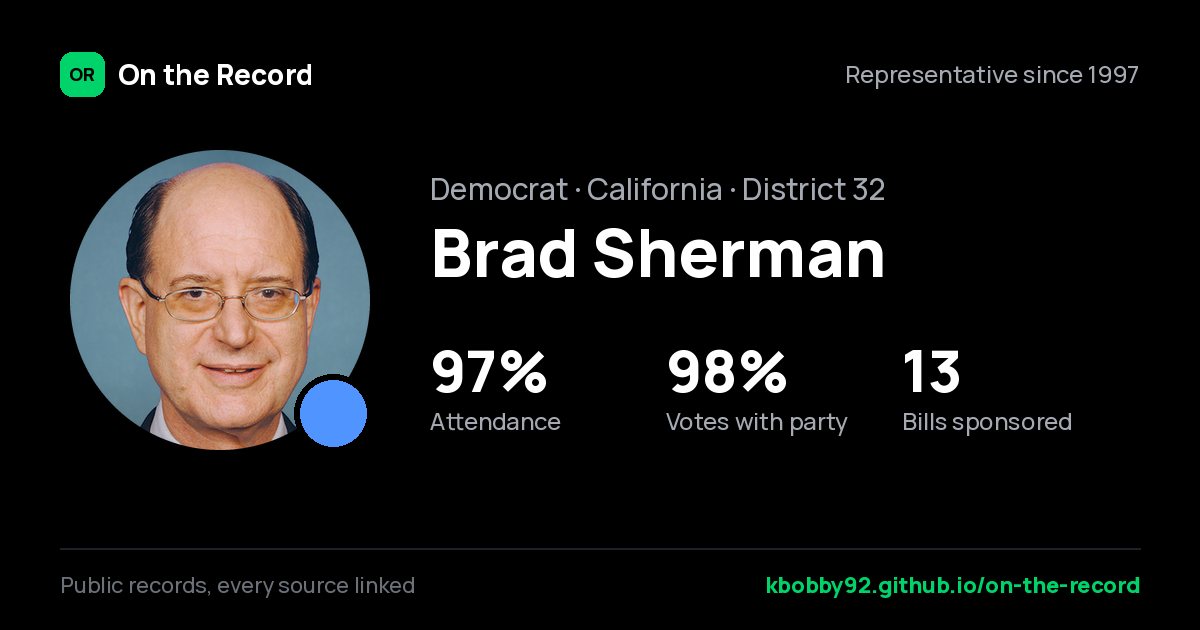 OR On the Record
Representative since 1997
Democrat · California · District 32
Brad Sherman
97% 98% 13
Attendance Votes with party Bills sponsored
Public records, every source linked
kbobby92.github.io/on-the-record